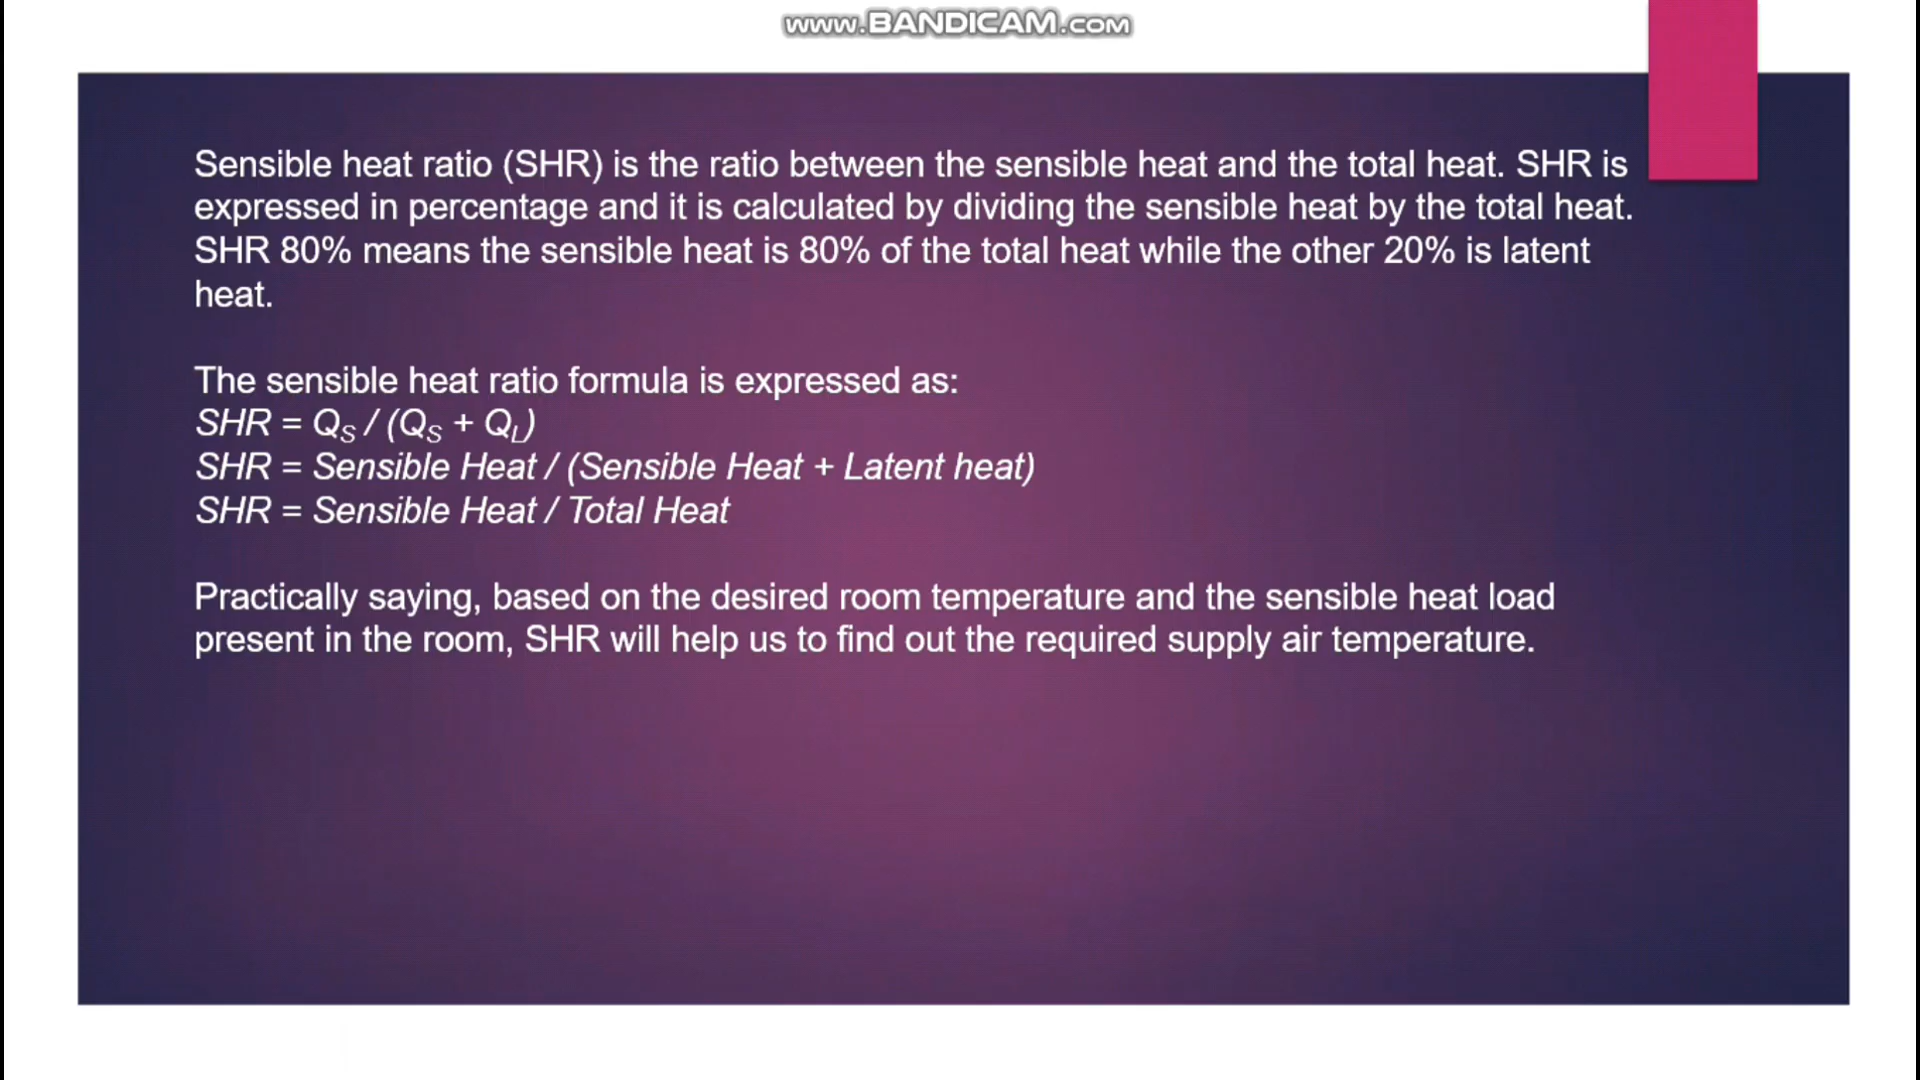 www.BANDICAM.com
Sensible heat ratio (SHR) is the ratio between the sensible heat and the total heat. SHR is
expressed in percentage and it is calculated by dividing the sensible heat by the total heat.
SHR 80% means the sensible heat is 80% of the total heat while the other 20% is latent
heat.
The sensible heat ratio formula is expressed as:
SHR = QS / (QS + QL)
SHR = Sensible Heat / (Sensible Heat + Latent heat)
SHR = Sensible Heat / Total Heat
Practically saying, based on the desired room temperature and the sensible heat load
present in the room, SHR will help us to find out the required supply air temperature.